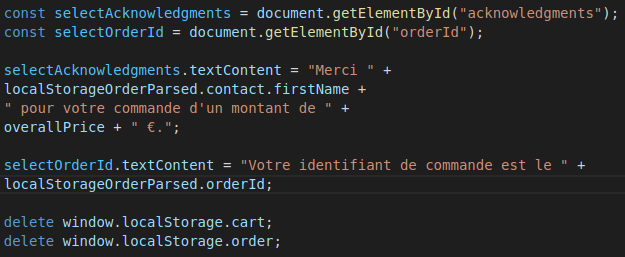 const selectAcknowledgments = document.getElementById("acknowledgments");
const selectOrderId = document.getElementById("orderId");
selectAcknowledgments.textContent = "Merci " +
localStorageOrderParsed.contact.firstName +
" pour votre commande d'un montant de " +
overallPrice + " €.";
selectOrderId.textContent = "Votre identifiant de commande est le " +
localStorageOrderParsed.orderId;
delete window.localStorage.cart;
delete window.localStorage.order;